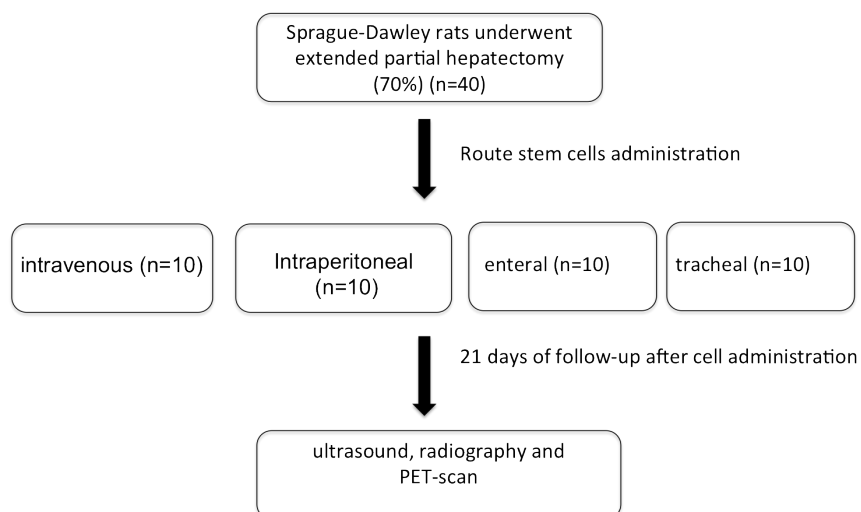 Sprague-Dawley rats underwent
extended partial hepatectomy
(70%) (n=40)
Route stem cells administration
intravenous (n=10)
Intraperitoneal
(n=10)
enteral (n=10)
tracheal (n=10)
21 days of follow-up after cell administration
ultrasound, radiography and
PET-scan